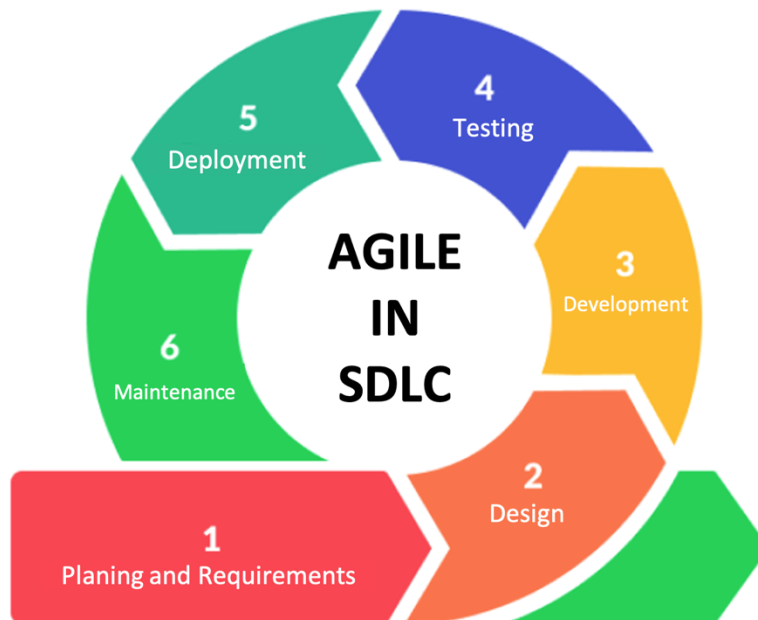 AGILE
IN
SDLC
1
Planing and Requirements
2
Design
3
Development
4
Testing
5
Deployment
6
Maintenance